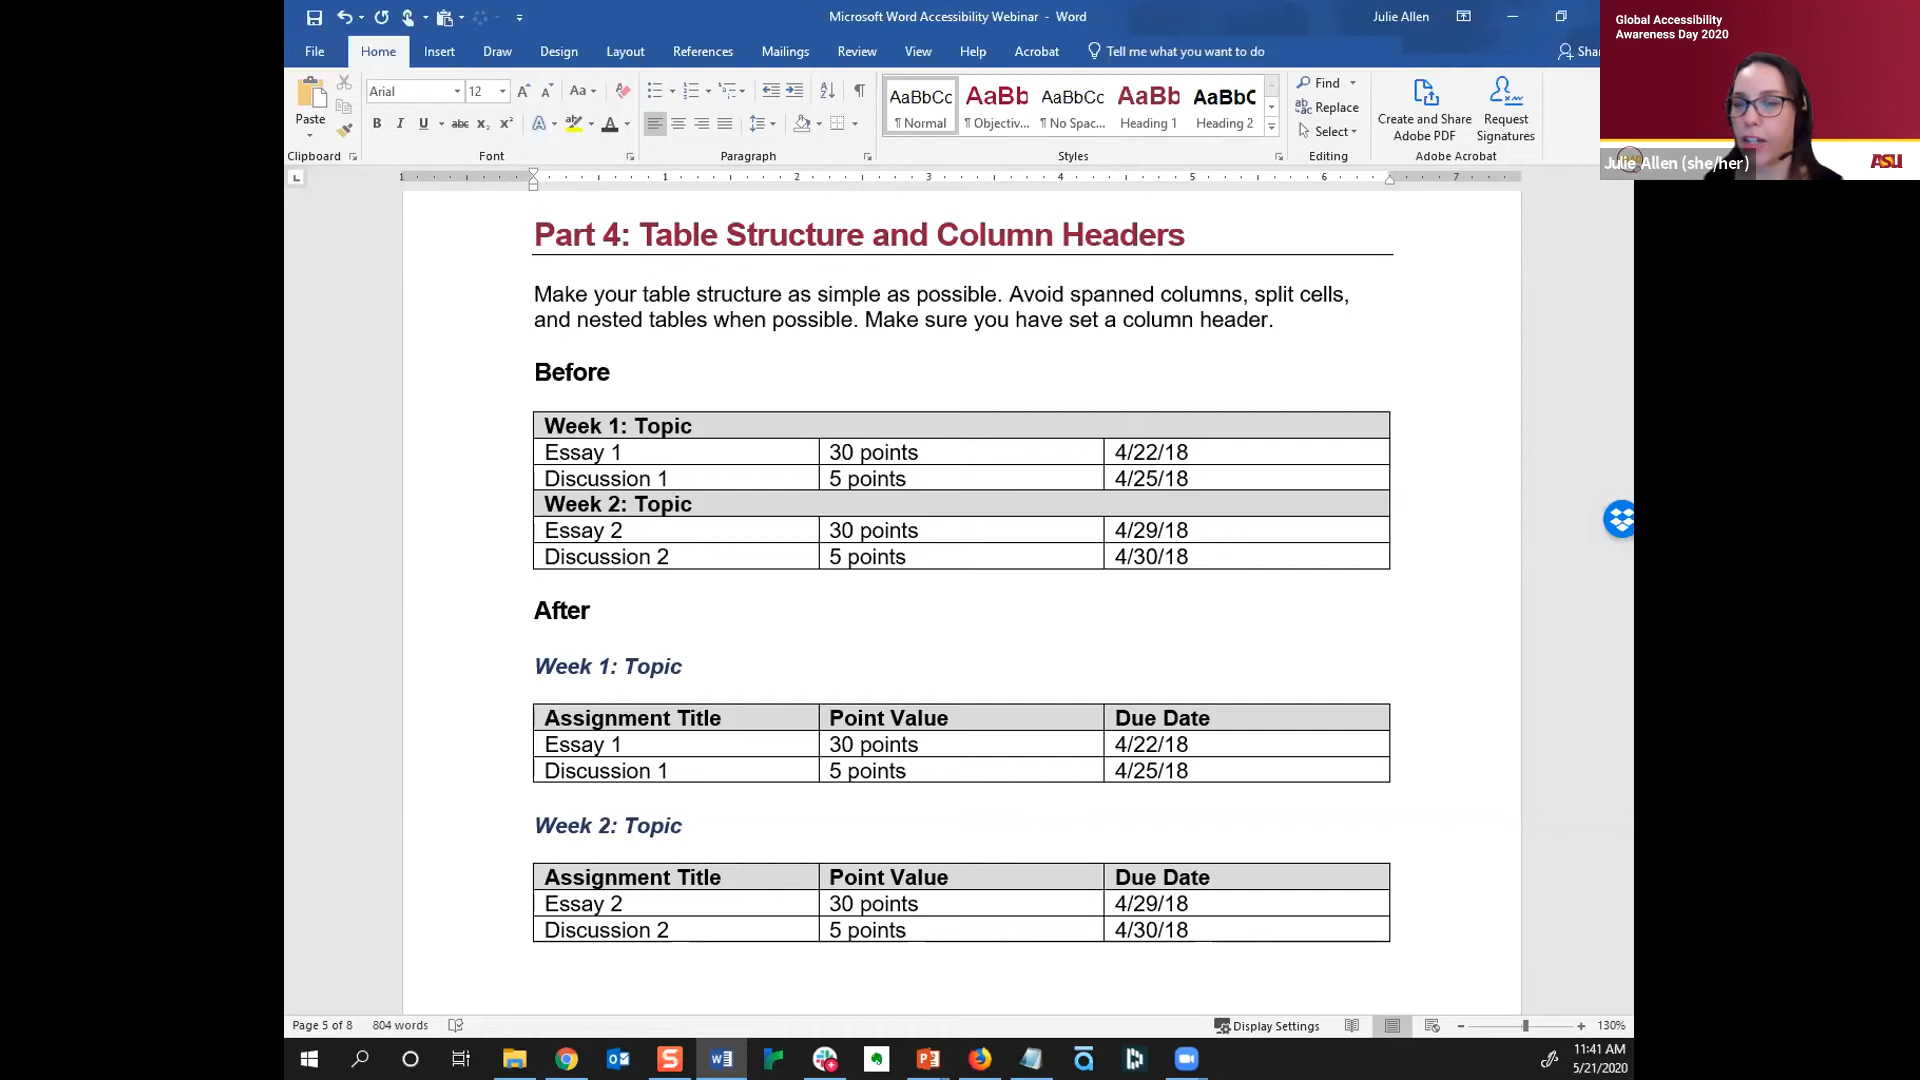 Microsoft Word Accessibility Webinar - Word
Julie Allen
File Home Insert Draw Design Layout References Mailings Review View Help Acrobat Tell me what you want to do
Global Accessibility
Awareness Day 2020
Julie Allen (she/her)
ASU
Paste
Clipboard
Arial 12
Font
Paragraph
AaBbCc AaBb AaBbCc AaBb AaBbC
¶ Normal ¶ Objectiv... ¶ No Spac... Heading 1 Heading 2
Styles
Find
Replace
Select
Editing
Create and Share
Adobe PDF
Request
Signatures
Adobe Acrobat
1 1 2 3 4 5 6 7
Part 4: Table Structure and Column Headers
Make your table structure as simple as possible. Avoid spanned columns, split cells,
and nested tables when possible. Make sure you have set a column header.
Before
Week 1: Topic
Essay 1 30 points 4/22/18
Discussion 1 5 points 4/25/18
Week 2: Topic
Essay 2 30 points 4/29/18
Discussion 2 5 points 4/30/18
After
Week 1: Topic
Assignment Title Point Value Due Date
Essay 1 30 points 4/22/18
Discussion 1 5 points 4/25/18
Week 2: Topic
Assignment Title Point Value Due Date
Essay 2 30 points 4/29/18
Discussion 2 5 points 4/30/18
Page 5 of 8 804 words Display Settings 130%
11:41 AM
5/21/2020